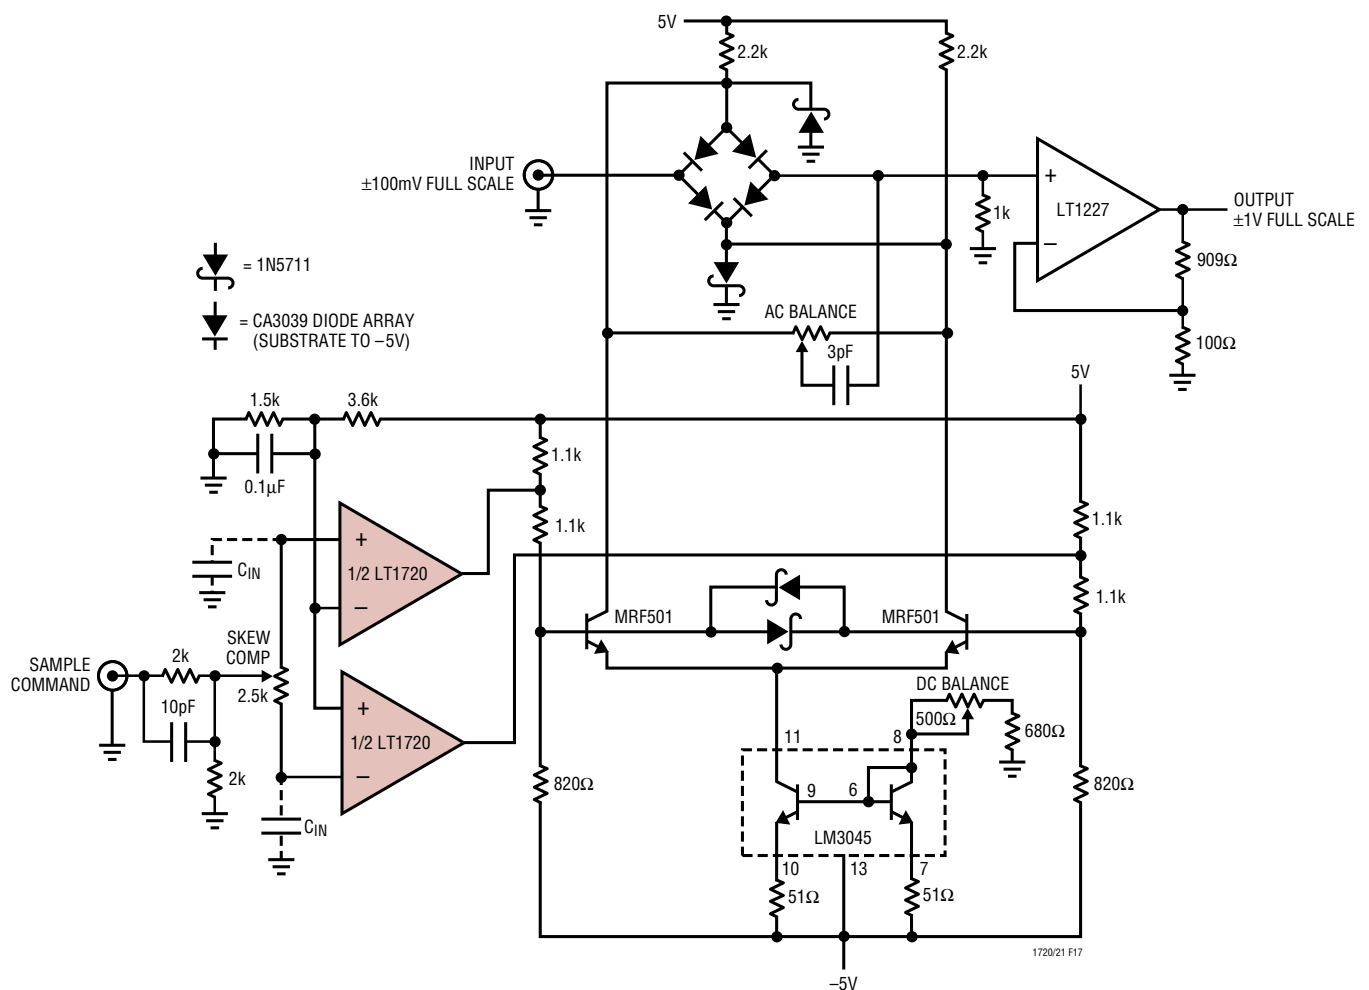 5V
2.2k
2.2k
INPUT
±100mV FULL SCALE
+
LT1227
−
OUTPUT
±1V FULL SCALE
1k
909Ω
100Ω
= 1N5711
= CA3039 DIODE ARRAY
(SUBSTRATE TO –5V)
AC BALANCE
3pF
5V
1.5k
3.6k
0.1μF
1.1k
1.1k
1.1k
1.1k
+
1/2 LT1720
−
CIN
MRF501
MRF501
SAMPLE
COMMAND
2k
10pF
2k
SKEW
COMP
2.5k
+
1/2 LT1720
−
CIN
DC BALANCE
500Ω
680Ω
11
8
9
6
LM3045
10
13
7
820Ω
820Ω
51Ω
51Ω
1720/21 F17
–5V